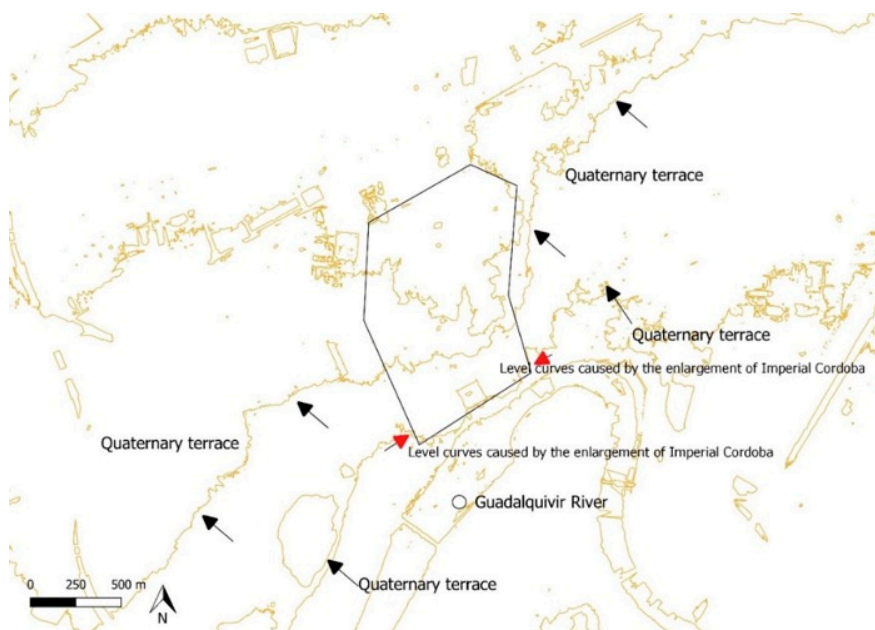 Quaternary terrace
Quaternary terrace
Level curves caused by the enlargement of Imperial Cordoba
Quaternary terrace
Level curves caused by the enlargement of Imperial Cordoba
Guadalquivir River
Quaternary terrace
0 250 500 m
N